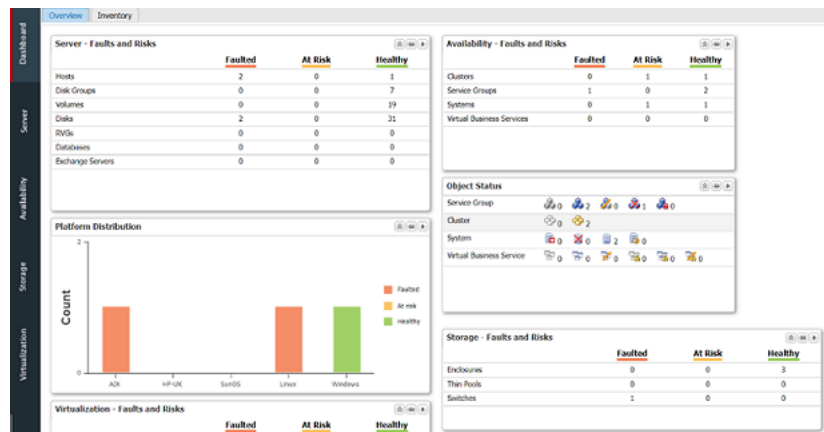 Overview Inventory
Dashboard
Server
Availability
Storage
Virtualization
Server - Faults and Risks
Faulted At Risk Healthy
Hosts 2 0 1
Disk Groups 0 0 7
Volumes 0 0 19
Disks 2 0 31
RVGs 0 0 0
Databases 0 0 0
Exchange Servers 0 0 0
Platform Distribution
2
Count
0
AIX HP-UX SunOS Linux Windows
Faulted
At risk
Healthy
Virtualization - Faults and Risks
Faulted At Risk Healthy
Availability - Faults and Risks
Faulted At Risk Healthy
Clusters 0 1 1
Service Groups 1 0 2
Systems 0 1 1
Virtual Business Services 0 0 0
Object Status
Service Group 0 2 0 1 0
Cluster 0 2
System 0 0 2 0
Virtual Business Service 0 0 0 0 0 0
Storage - Faults and Risks
Faulted At Risk Healthy
Enclosures 0 0 3
Thin Pools 0 0 0
Switches 1 0 0